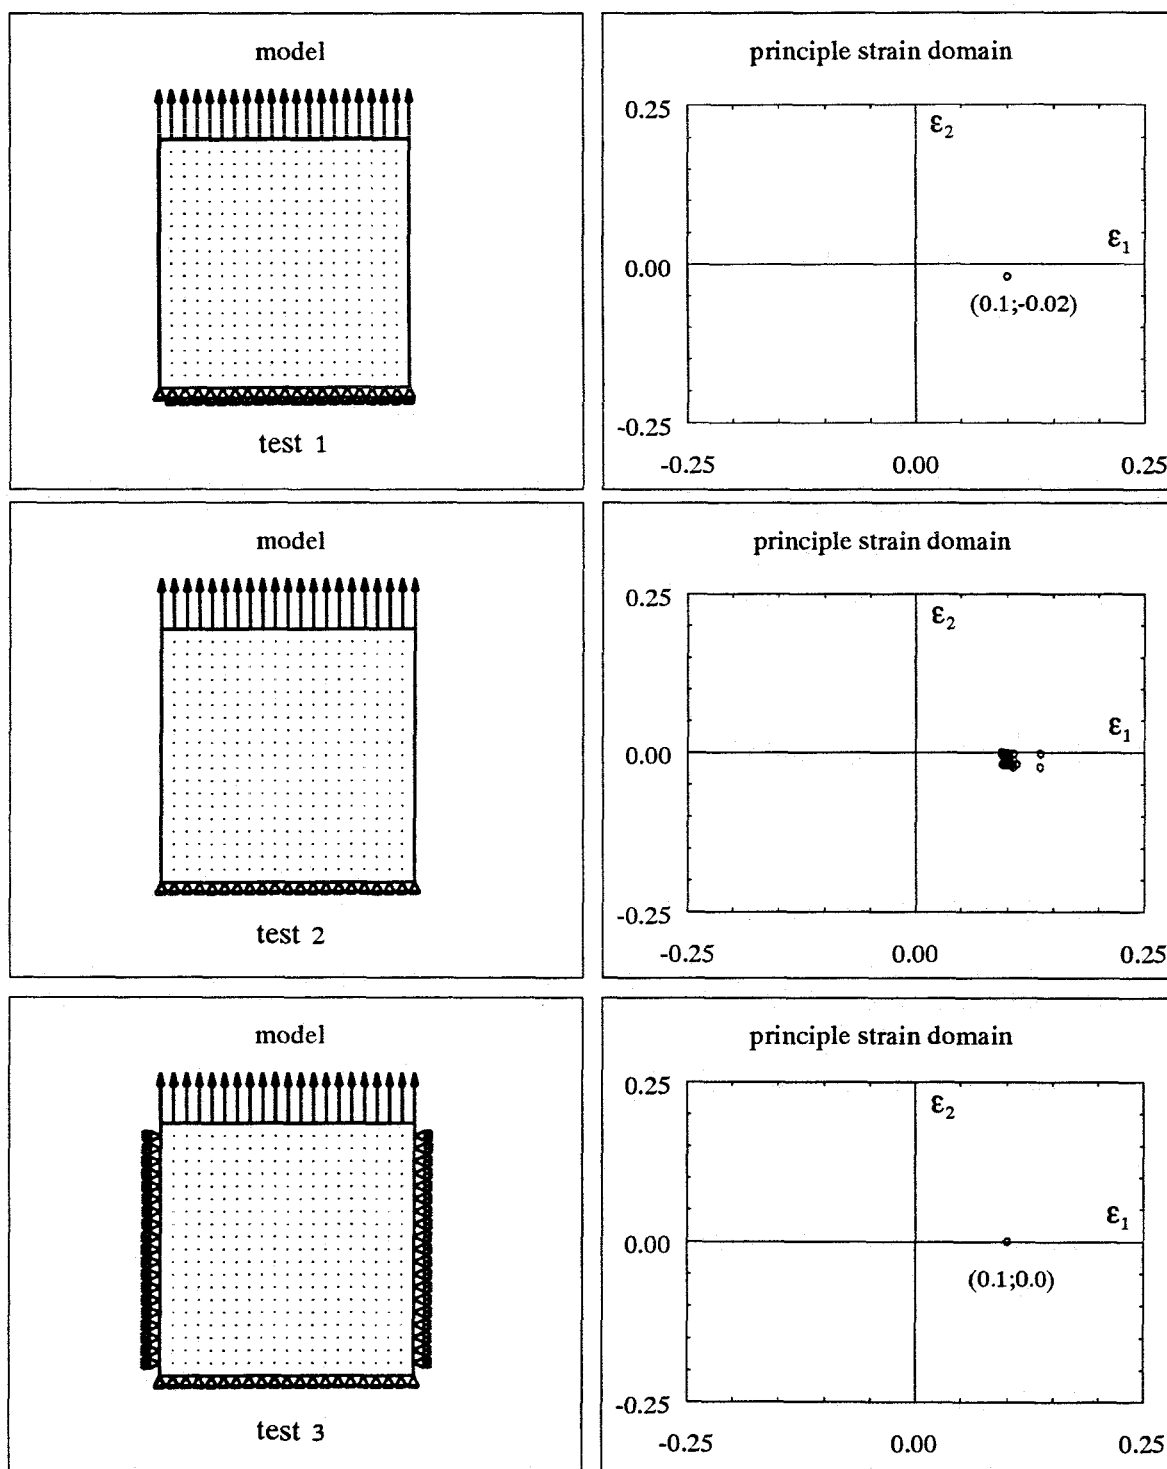 model
test 1
principle strain domain
0.25
ε2
ε1
0.00
(0.1;-0.02)
-0.25
-0.25 0.00 0.25
model
test 2
principle strain domain
0.25
ε2
ε1
0.00
-0.25
-0.25 0.00 0.25
model
test 3
principle strain domain
0.25
ε2
ε1
0.00
(0.1;0.0)
-0.25
-0.25 0.00 0.25